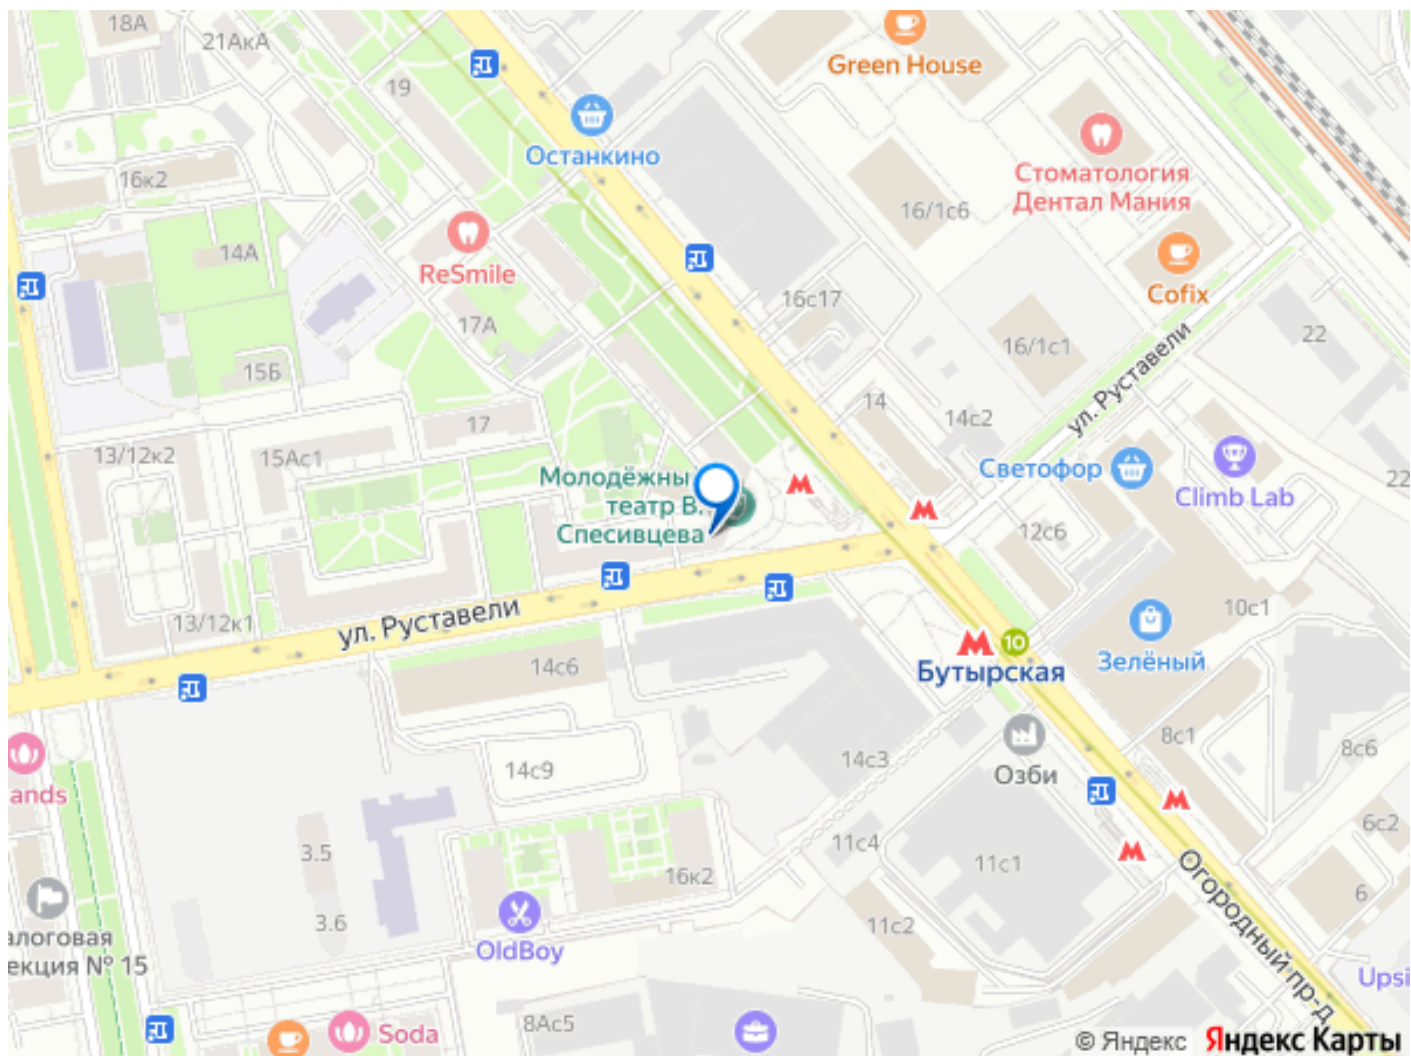 18А
21АкА
19
Green House
Останкино
Стоматология
Дентал Мания
16к2
16/1с6
14А
ReSmile
Cofix
16с17
17А
16/1с1
22
ул. Руставели
15Б
14
14с2
17
13/12к2
15Ас1
Молодёжны
театр В.
Спесивцева
Светофор
Climb Lab
22
12с6
10с1
13/12к1
ул. Руставели
10
Бутырская
Зелёный
14с6
8с1
8с6
14с3
14с9
Озби
ands
6с2
11с4
11с1
3.5
16к2
6
Огородный пр-д
3.6
11с2
алоговая
екция № 15
OldBoy
Upsi
8Ас5
Soda
© Яндекс Яндекс Карты